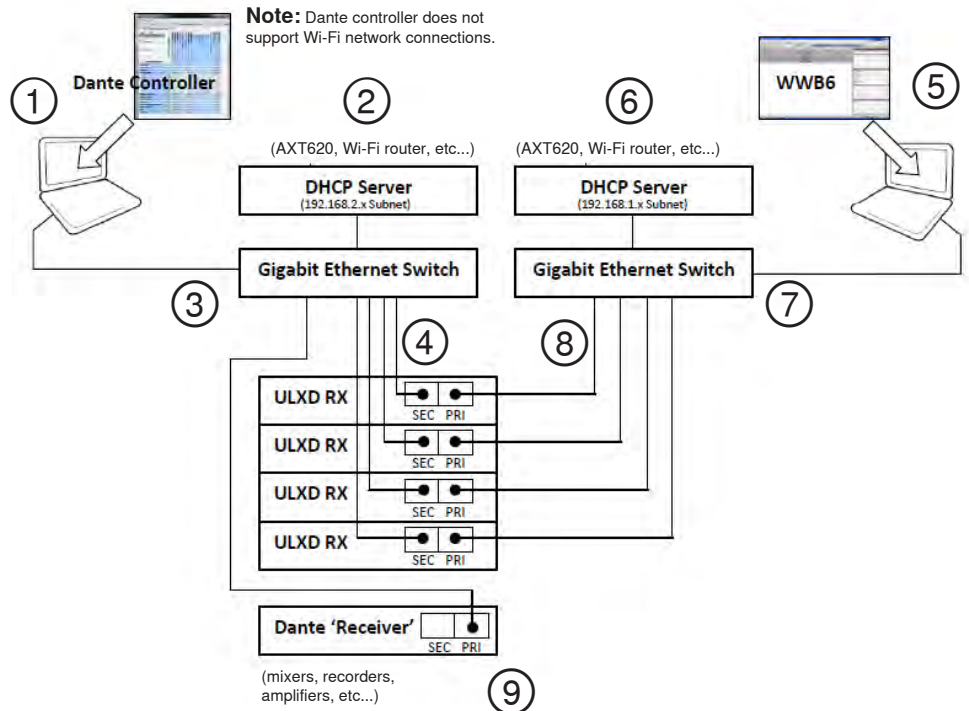 Note: Dante controller does not
support Wi-Fi network connections.
Dante Controller
WWB6
1
2
6
5
(AXT620, Wi-Fi router, etc...)
(AXT620, Wi-Fi router, etc...)
DHCP Server
(192.168.2.x Subnet)
DHCP Server
(192.168.1.x Subnet)
Gigabit Ethernet Switch
Gigabit Ethernet Switch
3
7
4
8
ULXD RX
SEC PRI
ULXD RX
SEC PRI
ULXD RX
SEC PRI
ULXD RX
SEC PRI
Dante ‘Receiver’
SEC PRI
(mixers, recorders,
amplifiers, etc...)
9